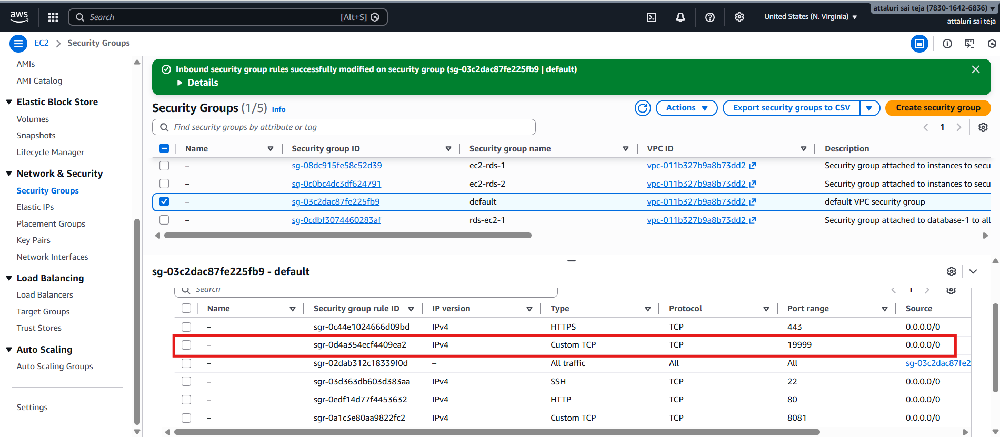 aws
Search [Alt+S]
United States (N. Virginia)
attaluri sai teja (7830-1642-6836)
attaluri sai teja
EC2
Security Groups
AMIs
AMI Catalog
Elastic Block Store
Volumes
Snapshots
Lifecycle Manager
Network & Security
Security Groups
Elastic IPs
Placement Groups
Key Pairs
Network Interfaces
Load Balancing
Load Balancers
Target Groups
Trust Stores
Auto Scaling
Auto Scaling Groups
Settings
Inbound security group rules successfully modified on security group (sg-03c2dac87fe225fb9 | default)
Details
Security Groups (1/5) Info
Actions
Export security groups to CSV
Create security group
Find security groups by attribute or tag
1
Name Security group ID Security group name VPC ID Description
– sg-08dc915fe58c52d39 ec2-rds-1 vpc-011b327b9a8b73dd2 Security group attached to instances to secu
– sg-0c0bc4dc3df624791 ec2-rds-2 vpc-011b327b9a8b73dd2 Security group attached to instances to secu
– sg-03c2dac87fe225fb9 default vpc-011b327b9a8b73dd2 default VPC security group
– sg-0cdbf3074460283af rds-ec2-1 vpc-011b327b9a8b73dd2 Security group attached to database-1 to all
sg-03c2dac87fe225fb9 - default
Search
1
Name Security group rule ID IP version Type Protocol Port range Source
– sgr-0c44e1024666d09bd IPv4 HTTPS TCP 443 0.0.0.0/0
– sgr-0d4a354ecf4409ea2 IPv4 Custom TCP TCP 19999 0.0.0.0/0
– sgr-02dab312c18339f0d – All traffic All All sg-03c2dac87fe2
– sgr-03d363db603d383aa IPv4 SSH TCP 22 0.0.0.0/0
– sgr-0edf14d77f4453632 IPv4 HTTP TCP 80 0.0.0.0/0
– sgr-0a1c3e80aa9822fc2 IPv4 Custom TCP TCP 8081 0.0.0.0/0